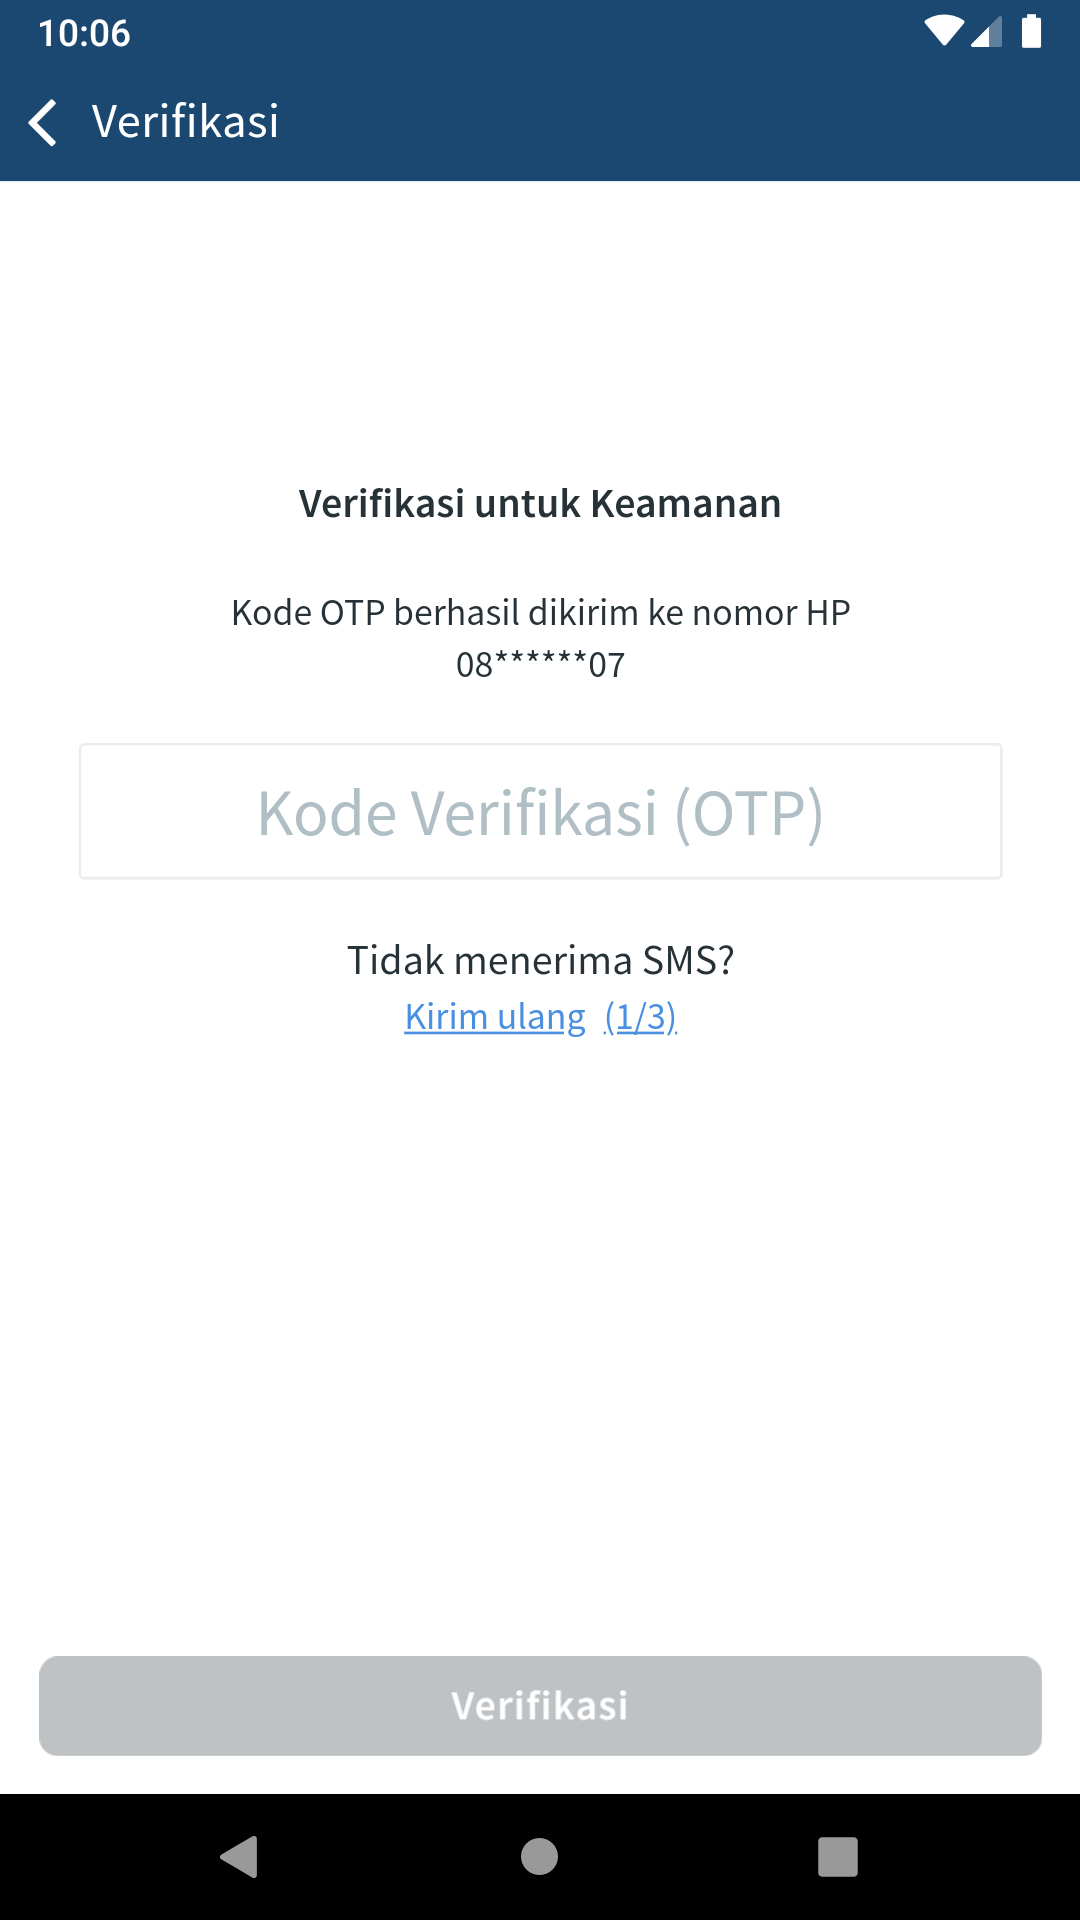 10:06
Verifikasi
Verifikasi untuk Keamanan
Kode OTP berhasil dikirim ke nomor HP
08******07
Kode Verifikasi (OTP)
Tidak menerima SMS?
Kirim ulang (1/3)
Verifikasi